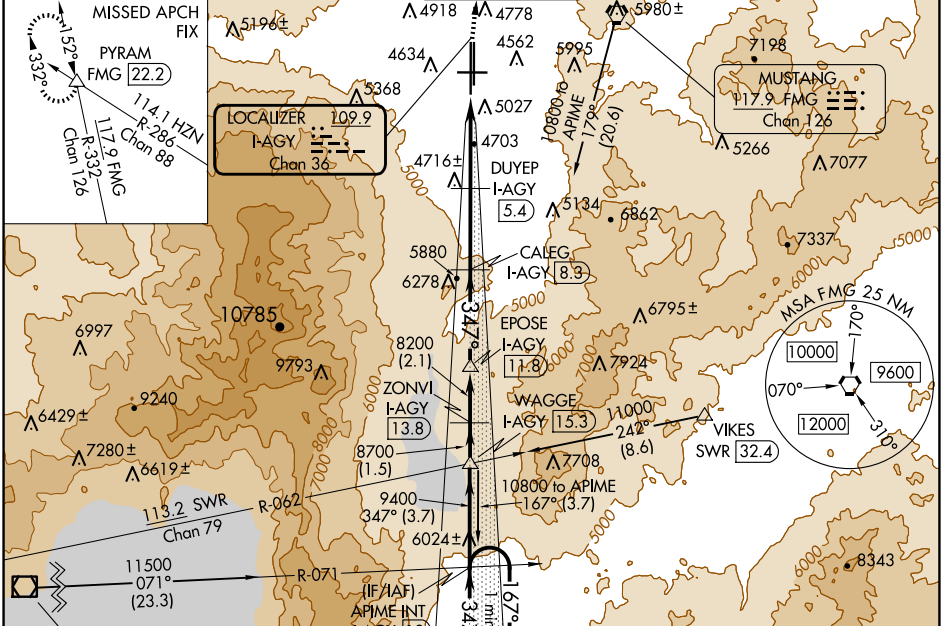 MISSED APCH
FIX
152°
332°
PYRAM
FMG 22.2
114.1 HZN
R-286
Chan 88
117.9 FMG
R-332
Chan 126
5196±
4918
4778
5980±
4634
4562
5995
7198
5368
LOCALIZER 109.9
I-AGY
Chan 36
5027
4703
4716±
10800 to
APIME
179°
(20.6)
MUSTANG
117.9 FMG
Chan 126
5266
7077
5000
DUYEP
I-AGY
5.4
5134
6862
7337
5000
5880
6278
CALEG
I-AGY 8.3
6000
5000
347°
10785
6795±
MSA FMG 25 NM
170°
10000
9600
070°
12000
310°
EPOSE
I-AGY
11.8
8200
(2.1)
6997
9793
6000
7924
ZONVI
I-AGY
13.8
WAGGE
I-AGY 15.3
11000
242°
(8.6)
VIKES
SWR 32.4
6429±
9240
8000
7000
7280±
6619±
8700
(1.5)
7708
113.2 SWR
Chan 79
R-062
9400
347° (3.7)
10800 to APIME
167° (3.7)
6024±
5000
8343
11500
071°
(23.3)
R-071
(IF/IAF)
APIME INT
1 min
167°